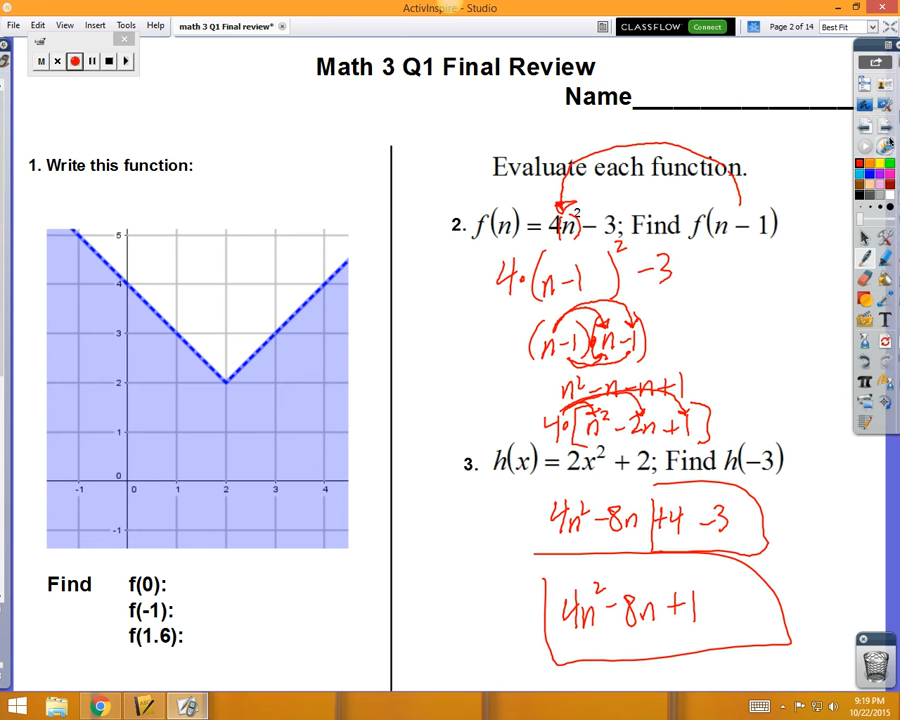 ActivInspire - Studio
File Edit View Insert Tools Help math 3 Q1 Final review* CLASSFLOW Connect Page 2 of 14 Best Fit
M
Math 3 Q1 Final Review
Name_______________
1. Write this function:
5
4
3
2
1
0
-1
-1 0 1 2 3 4
Find f(0):
f(-1):
f(1.6):
Evaluate each function.
2. f(n) = 4(n)² − 3; Find f(n − 1)
4·(n-1)² -3
(n-1)(n-1)
n²-n-n+1
4·[n²-2n+1]
3. h(x) = 2x² + 2; Find h(−3)
4n²-8n+4-3
4n²-8n+1
9:19 PM
10/22/2015